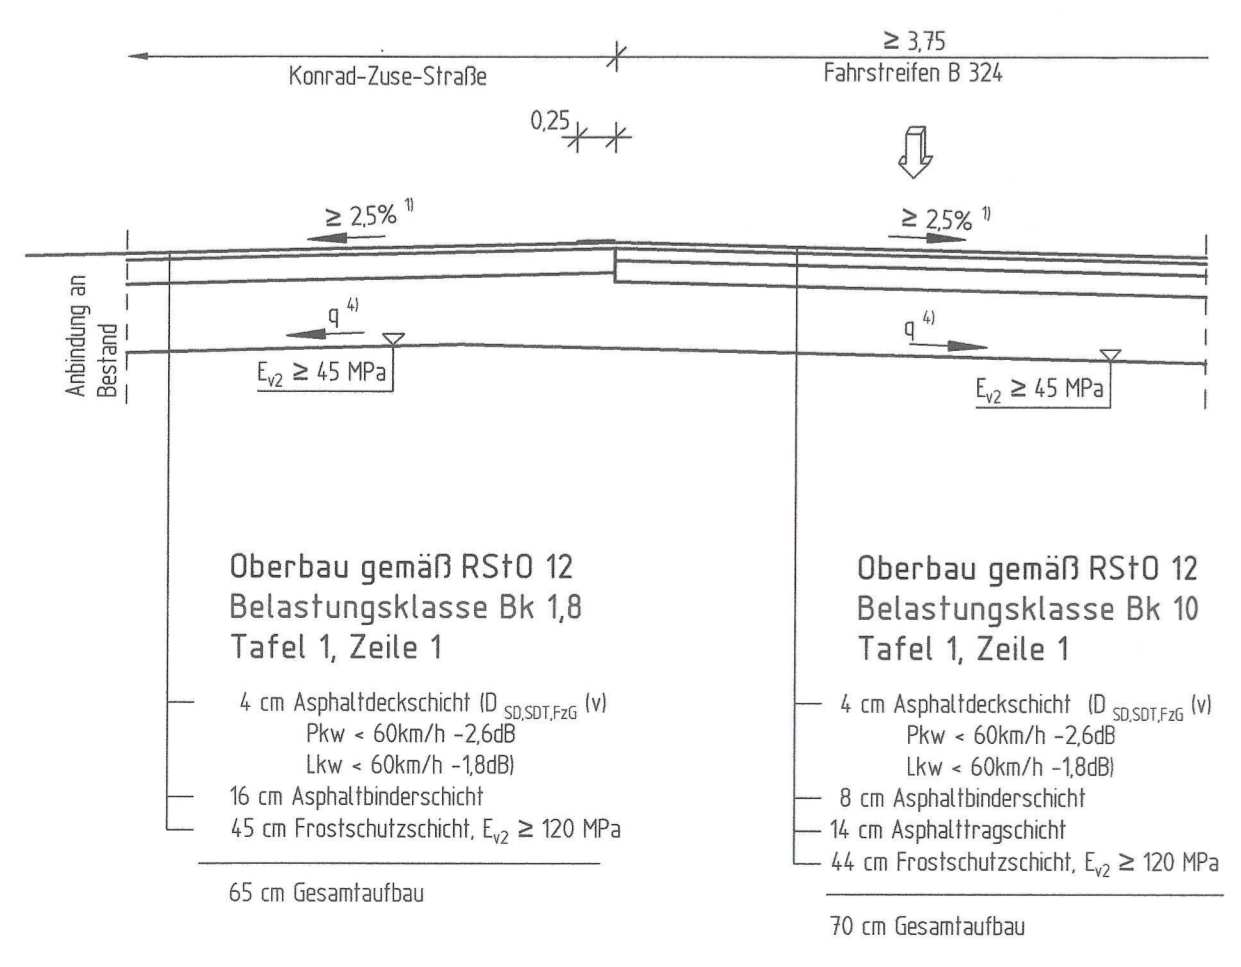 ≥ 3,75
Konrad-Zuse-Straße
Fahrstreifen B 324
0,25
≥ 2,5% 1)
≥ 2,5% 1)
Anbindung an
Bestand
q 4)
q 4)
Ev2 ≥ 45 MPa
Ev2 ≥ 45 MPa
Oberbau gemäß RStO 12
Belastungsklasse Bk 1,8
Tafel 1, Zeile 1
4 cm Asphaltdeckschicht (D SD,SDT,FzG (v)
Pkw < 60km/h -2,6dB
Lkw < 60km/h -1,8dB)
16 cm Asphaltbinderschicht
45 cm Frostschutzschicht, Ev2 ≥ 120 MPa
65 cm Gesamtaufbau
Oberbau gemäß RStO 12
Belastungsklasse Bk 10
Tafel 1, Zeile 1
4 cm Asphaltdeckschicht (D SD,SDT,FzG (v)
Pkw < 60km/h -2,6dB
Lkw < 60km/h -1,8dB)
8 cm Asphaltbinderschicht
14 cm Asphalttragschicht
44 cm Frostschutzschicht, Ev2 ≥ 120 MPa
70 cm Gesamtaufbau